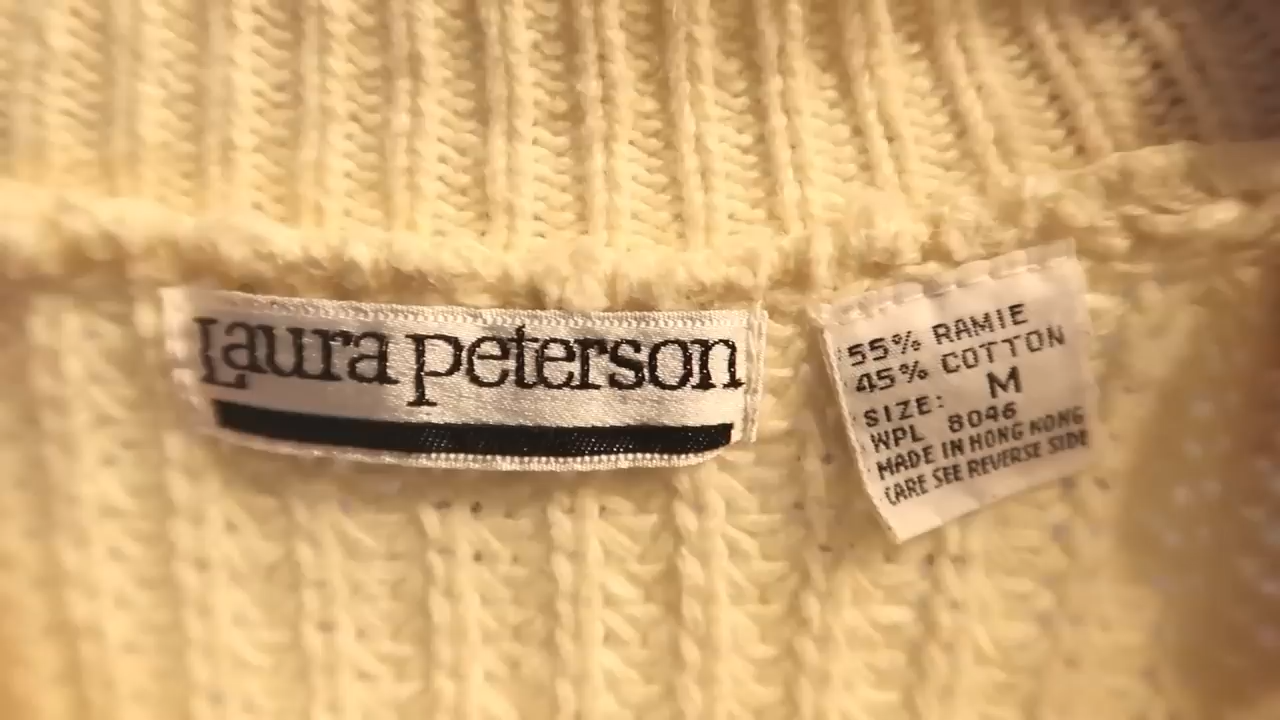 Laura peterson
55% RAMIE
45% COTTON
SIZE: M
WPL 8046
MADE IN HONG KONG
CARE SEE REVERSE SIDE